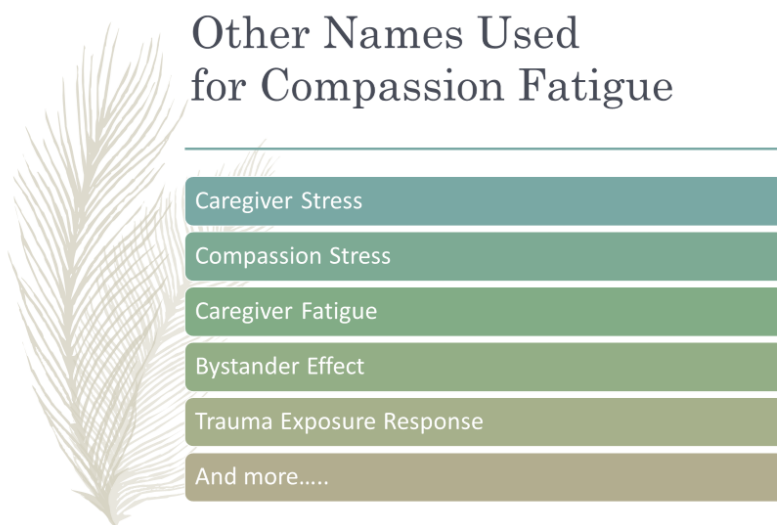 Other Names Used
for Compassion Fatigue
Caregiver Stress
Compassion Stress
Caregiver Fatigue
Bystander Effect
Trauma Exposure Response
And more…..